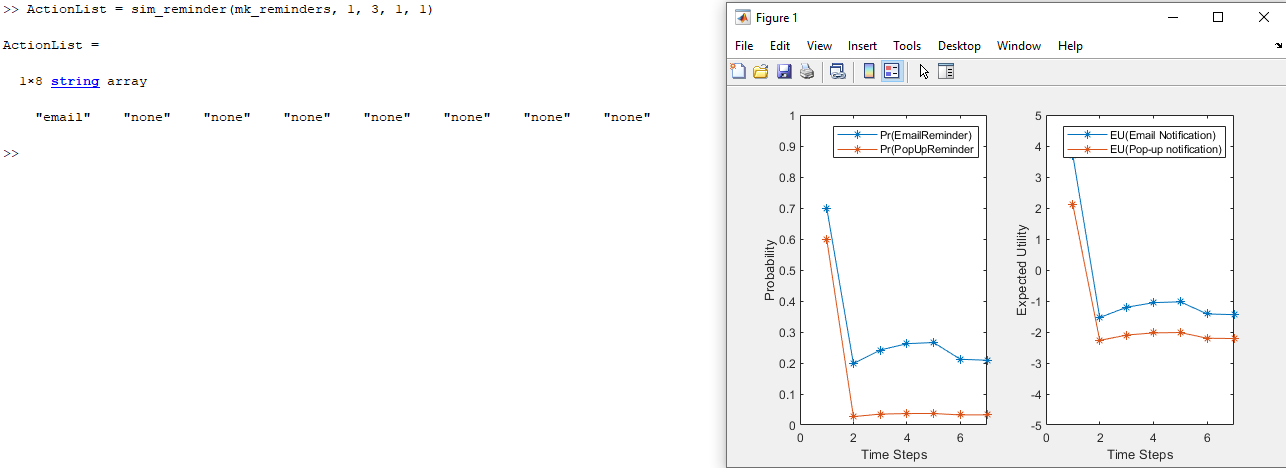 >> ActionList = sim_reminder(mk_reminders, 1, 3, 1, 1)
ActionList =
1×8 string array
"email" "none" "none" "none" "none" "none" "none" "none"
>>
Figure 1
File Edit View Insert Tools Desktop Window Help
1
0.9
0.8
0.7
0.6
0.5
0.4
0.3
0.2
0.1
0
Probability
Pr(EmailReminder)
Pr(PopUpReminder
0 2 4 6
Time Steps
5
4
3
2
1
0
-1
-2
-3
-4
-5
Expected Utility
EU(Email Notification)
EU(Pop-up notification)
0 2 4 6
Time Steps